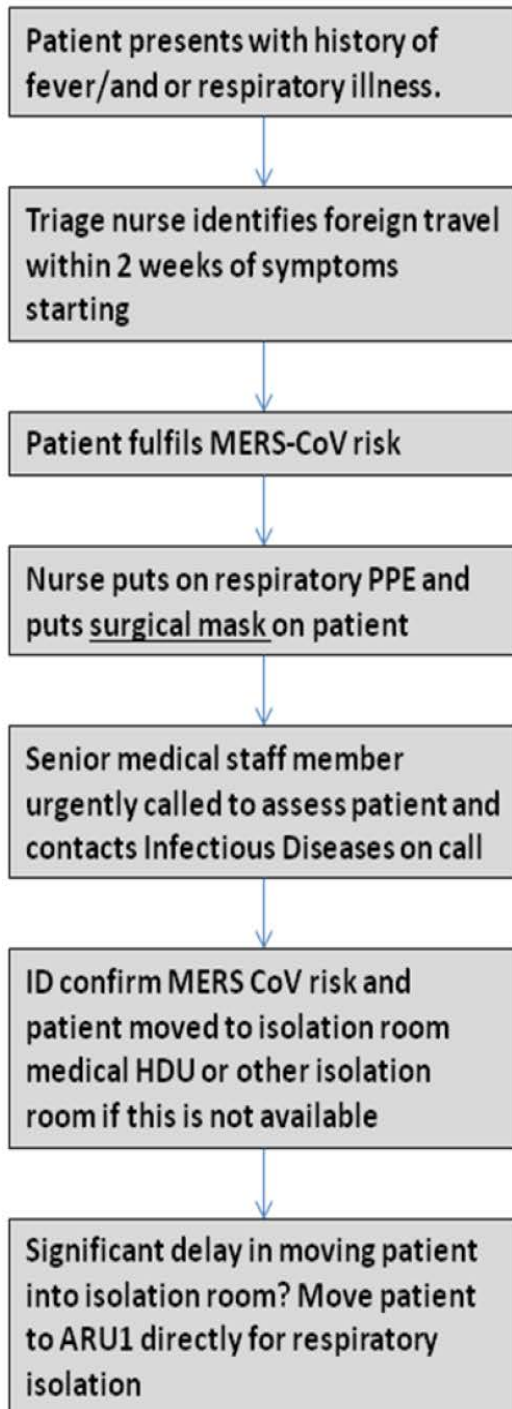 Patient presents with history of
fever/and or respiratory illness.
Triage nurse identifies foreign travel
within 2 weeks of symptoms
starting
Patient fulfils MERS-CoV risk
Nurse puts on respiratory PPE and
puts surgical mask on patient
Senior medical staff member
urgently called to assess patient and
contacts Infectious Diseases on call
ID confirm MERS CoV risk and
patient moved to isolation room
medical HDU or other isolation
room if this is not available
Significant delay in moving patient
into isolation room? Move patient
to ARU1 directly for respiratory
isolation